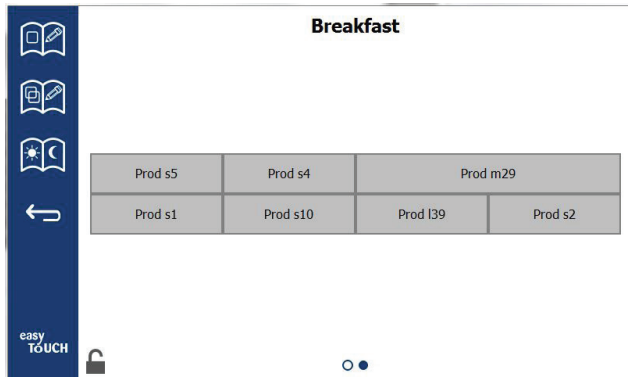 Breakfast
Prod s5 Prod s4 Prod m29
Prod s1 Prod s10 Prod l39 Prod s2
easy
TOUCH